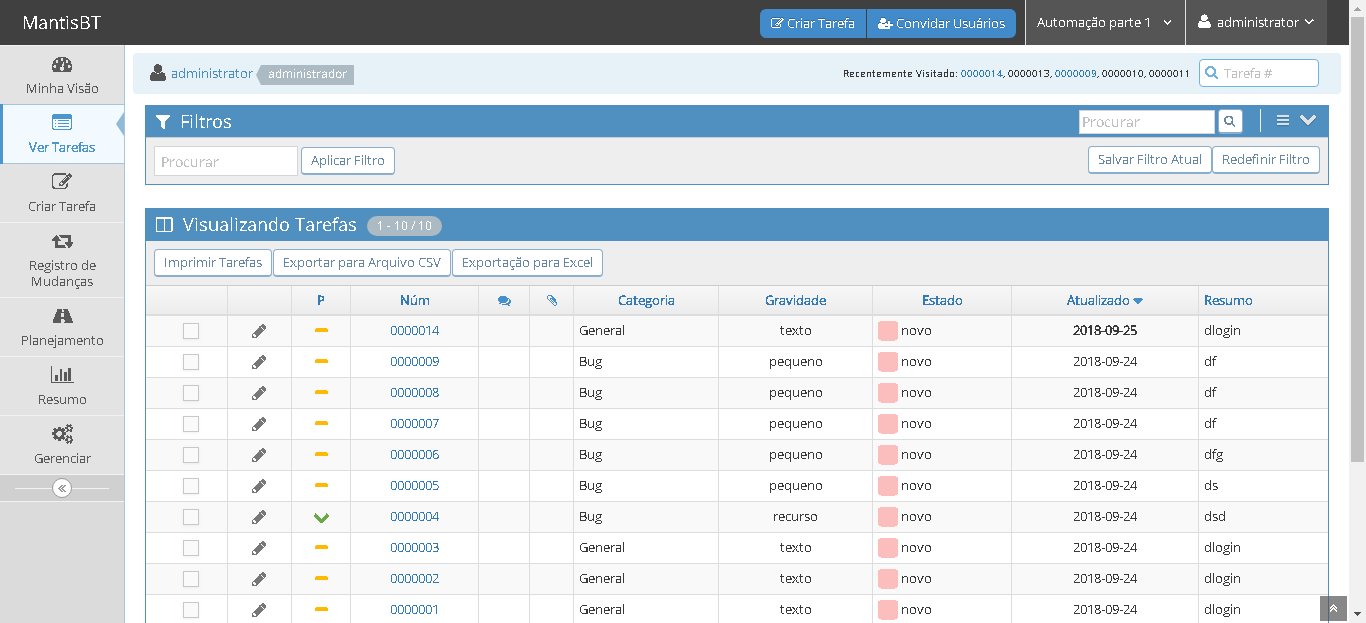 MantisBT
Criar Tarefa
Convidar Usuários
Automação parte 1
administrator
Minha Visão
Ver Tarefas
Criar Tarefa
Registro de
Mudanças
Planejamento
Resumo
Gerenciar
administrator administrador
Recentemente Visitado: 0000014, 0000013, 0000009, 0000010, 0000011
Tarefa #
Filtros
Procurar
Procurar
Aplicar Filtro
Salvar Filtro Atual
Redefinir Filtro
Visualizando Tarefas 1 - 10 / 10
Imprimir Tarefas
Exportar para Arquivo CSV
Exportação para Excel
P Núm Categoria Gravidade Estado Atualizado Resumo
0000014 General texto novo 2018-09-25 dlogin
0000009 Bug pequeno novo 2018-09-24 df
0000008 Bug pequeno novo 2018-09-24 df
0000007 Bug pequeno novo 2018-09-24 df
0000006 Bug pequeno novo 2018-09-24 dfg
0000005 Bug pequeno novo 2018-09-24 ds
0000004 Bug recurso novo 2018-09-24 dsd
0000003 General texto novo 2018-09-24 dlogin
0000002 General texto novo 2018-09-24 dlogin
0000001 General texto novo 2018-09-24 dlogin